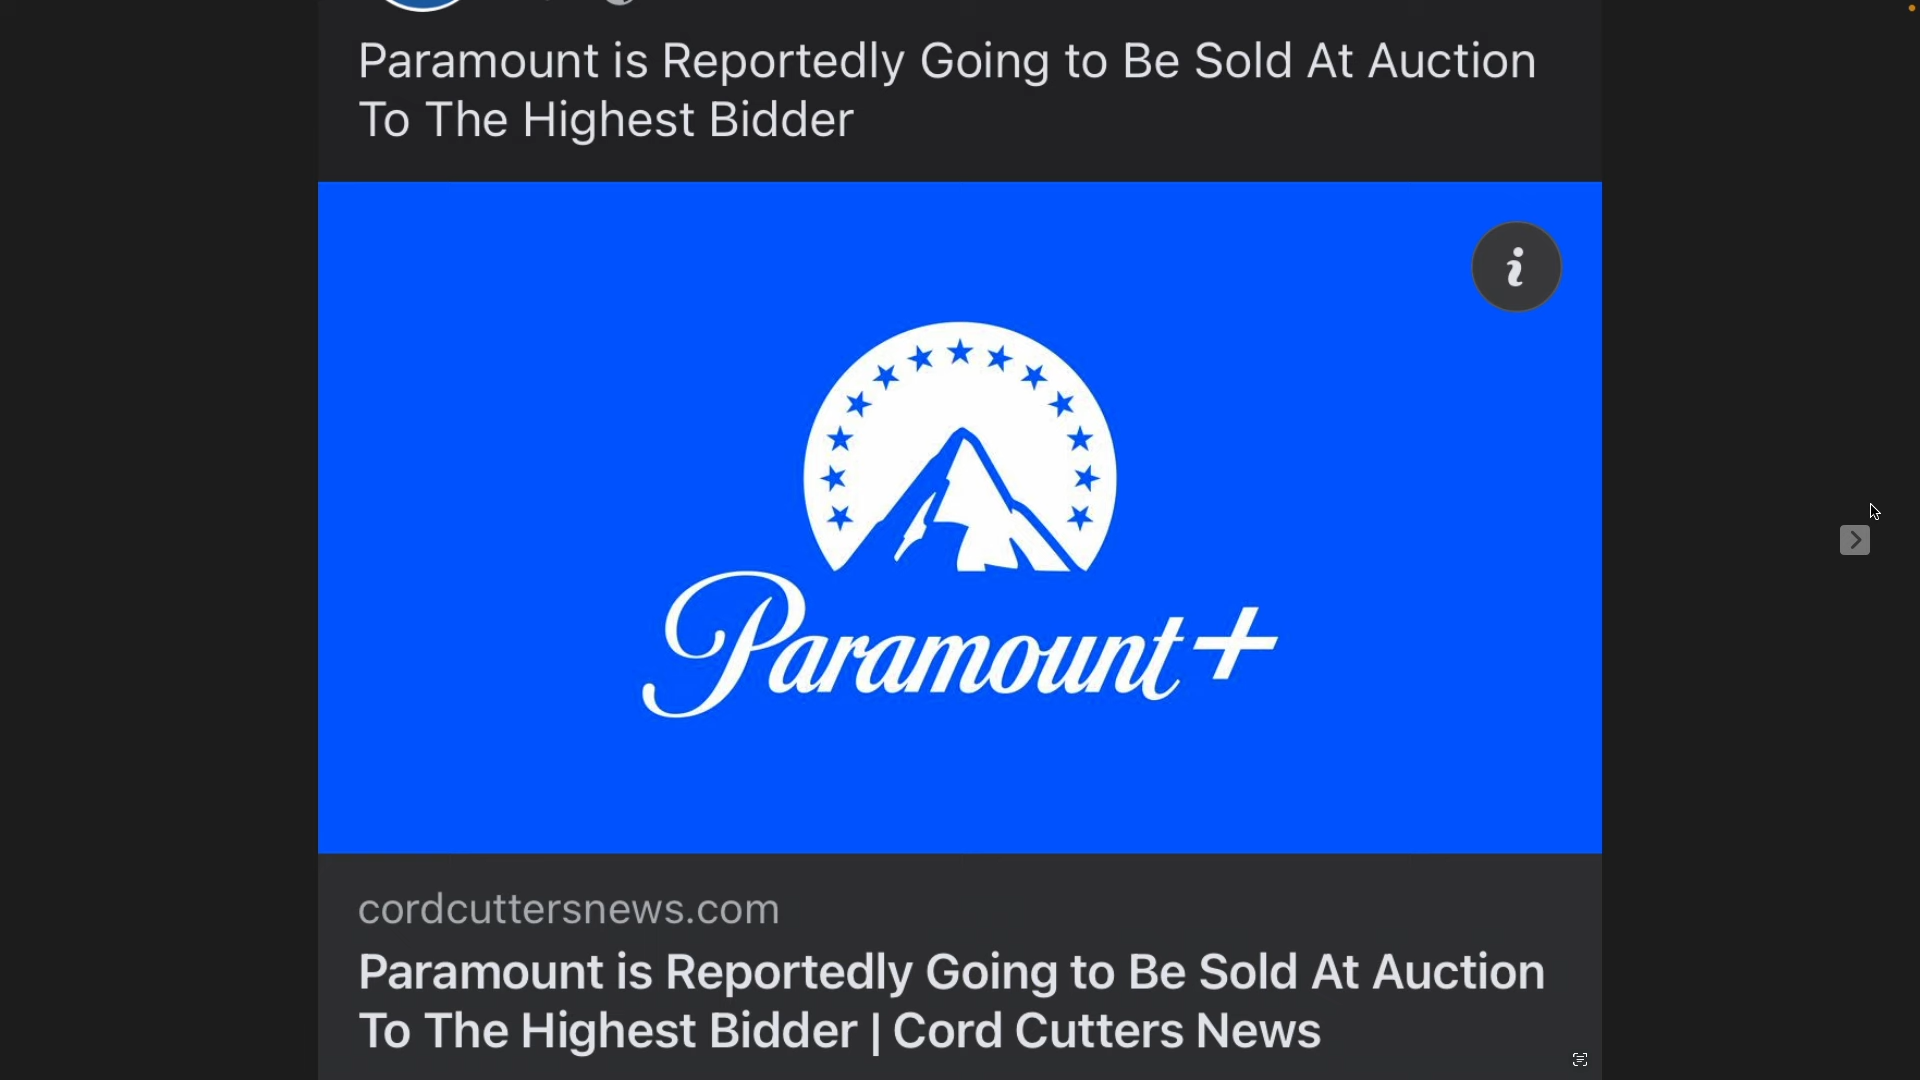 Paramount is Reportedly Going to Be Sold At Auction
To The Highest Bidder
i
Paramount+
cordcuttersnews.com
Paramount is Reportedly Going to Be Sold At Auction
To The Highest Bidder | Cord Cutters News